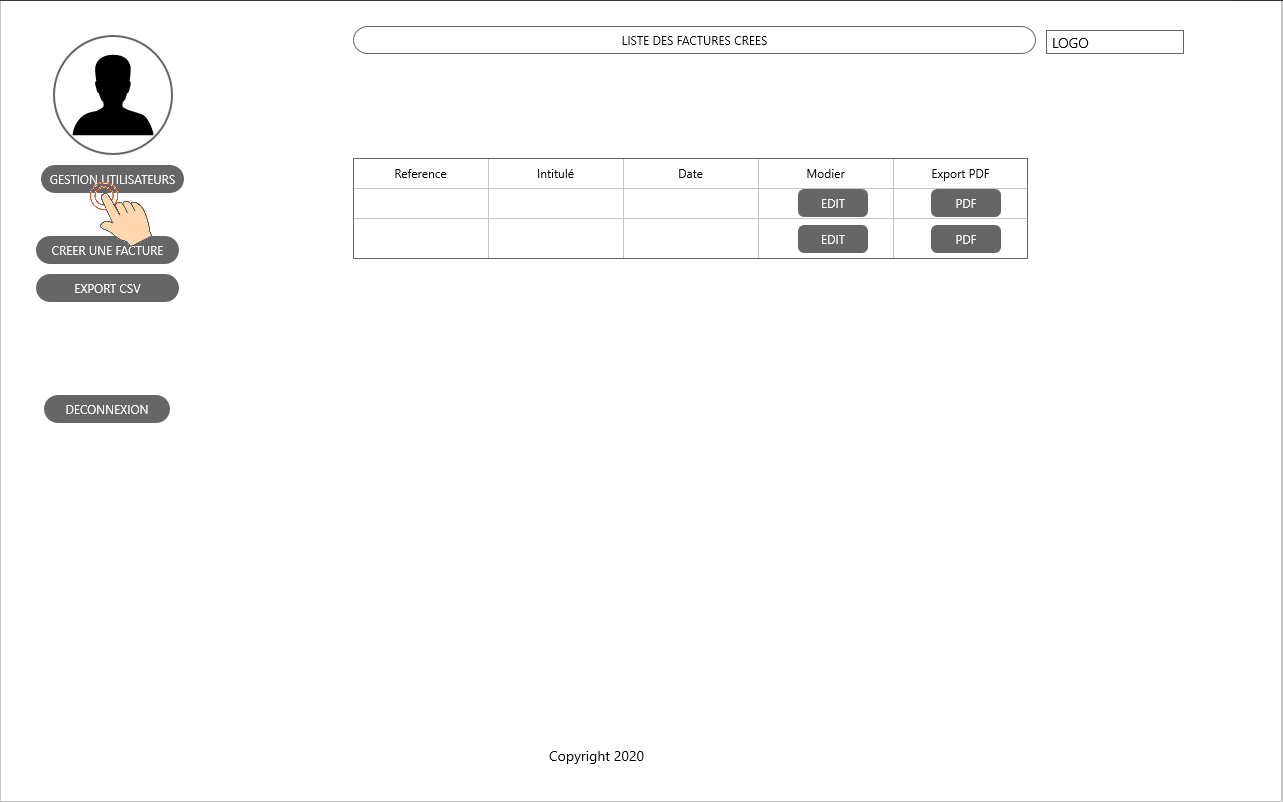 LISTE DES FACTURES CREES
LOGO
GESTION UTILISATEURS
CREER UNE FACTURE
EXPORT CSV
DECONNEXION
Reference Intitulé Date Modier Export PDF
EDIT PDF
EDIT PDF
Copyright 2020